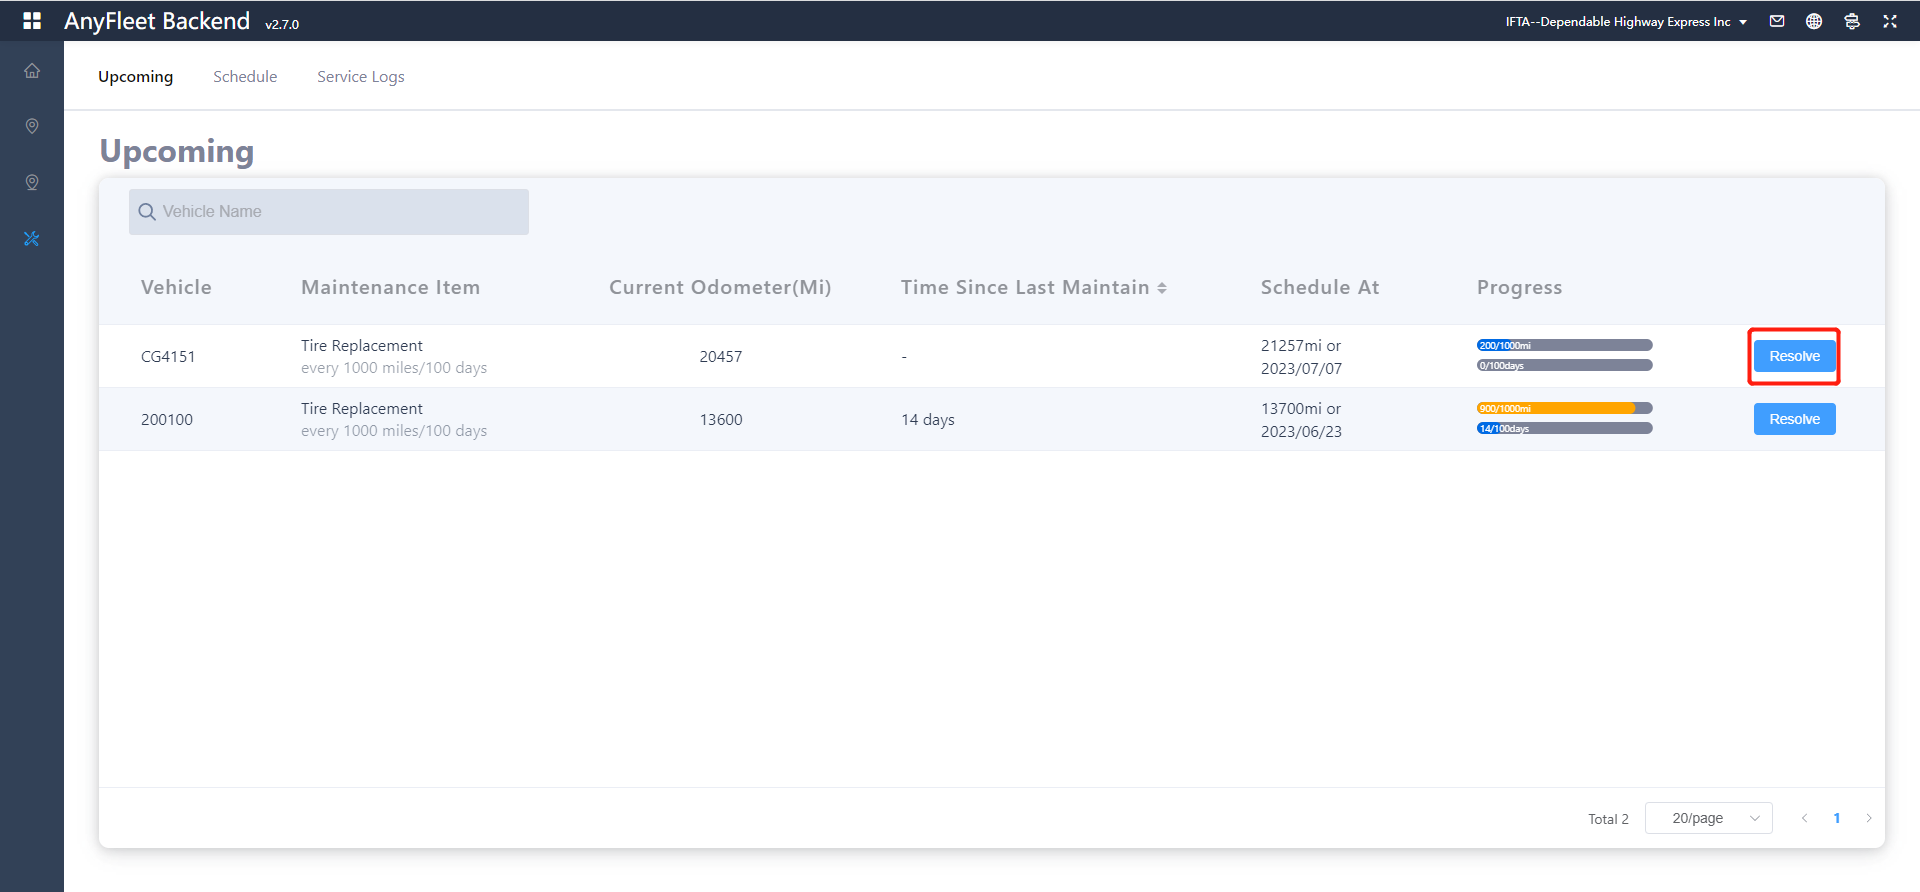 AnyFleet Backend v2.7.0
IFTA--Dependable Highway Express Inc
Upcoming Schedule Service Logs
Upcoming
Vehicle Name
Vehicle Maintenance Item Current Odometer(Mi) Time Since Last Maintain Schedule At Progress
CG4151
Tire Replacement
every 1000 miles/100 days
20457
-
21257mi or
2023/07/07
200/1000mi
0/100days
Resolve
200100
Tire Replacement
every 1000 miles/100 days
13600
14 days
13700mi or
2023/06/23
900/1000mi
14/100days
Resolve
Total 2 20/page 1